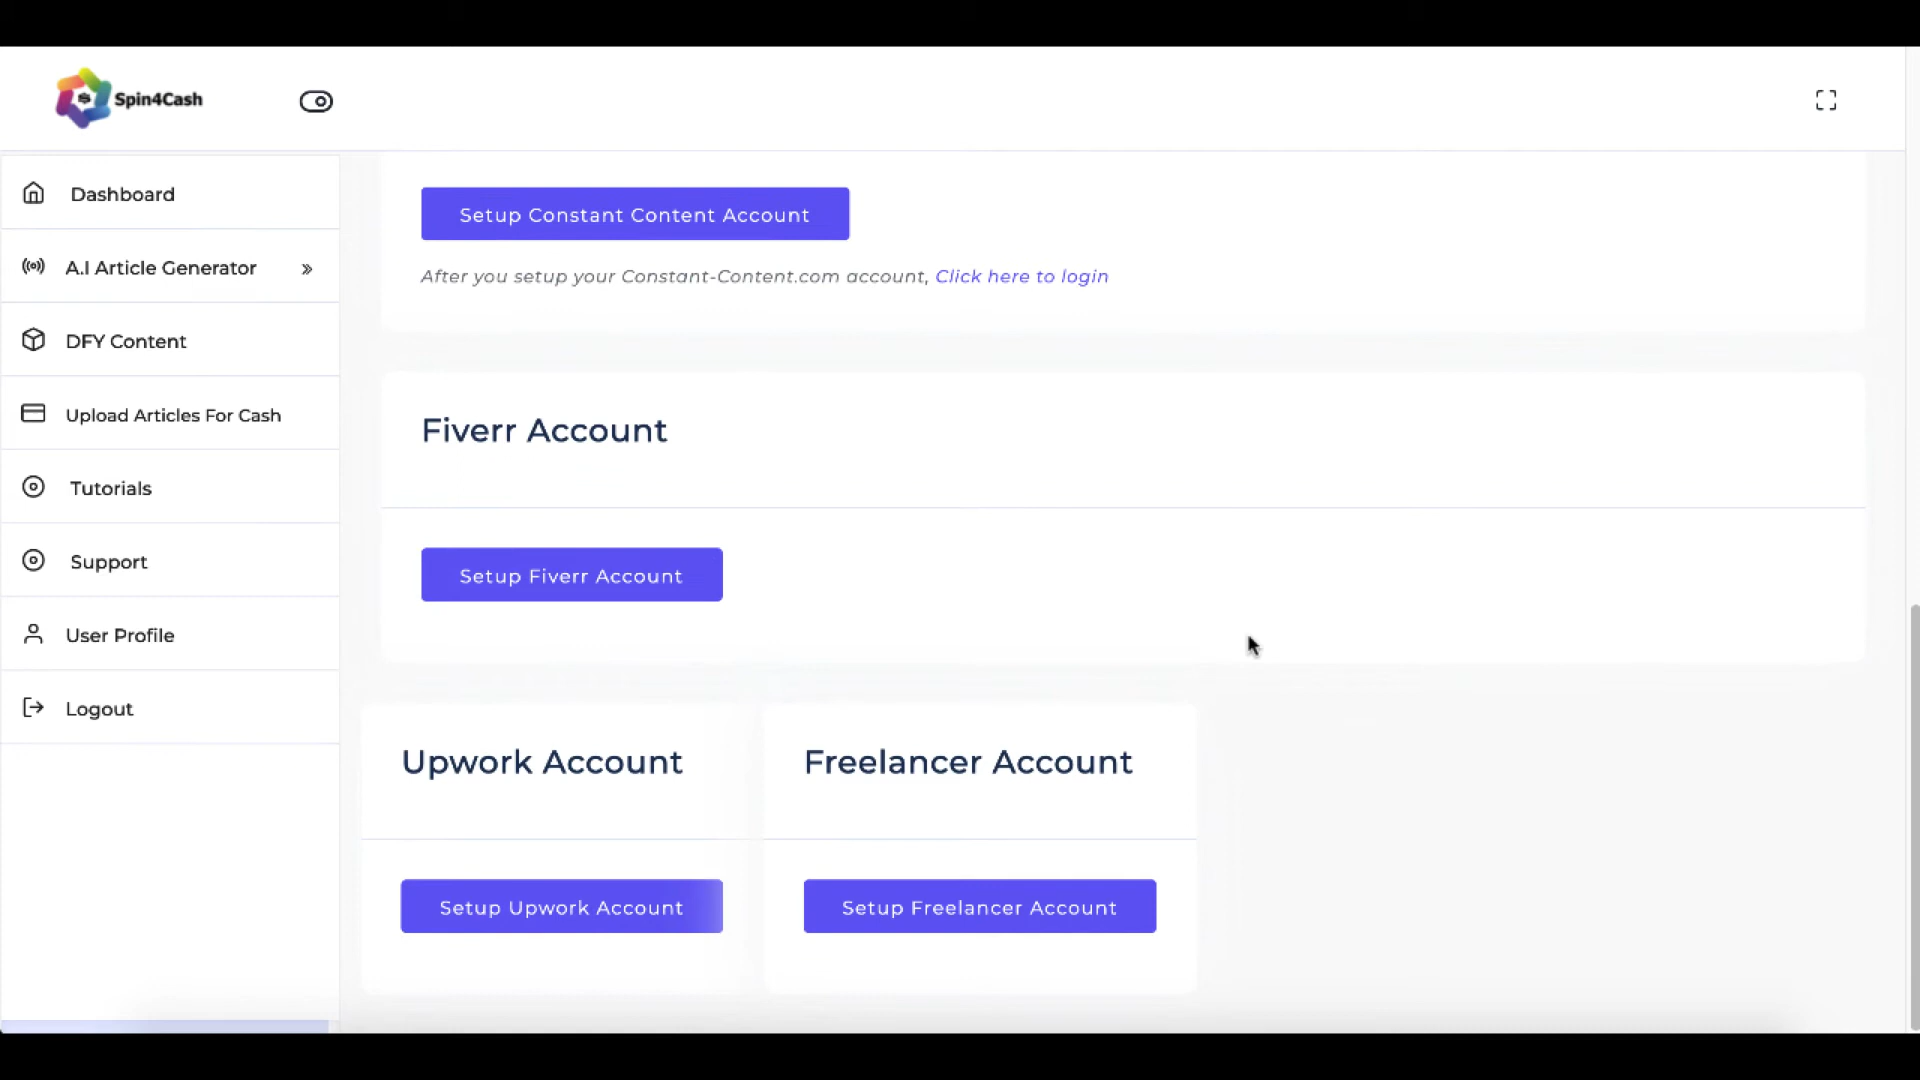 Spin4Cash
Dashboard
A.I Article Generator
DFY Content
Upload Articles For Cash
Tutorials
Support
User Profile
Logout
Setup Constant Content Account
After you setup your Constant-Content.com account, Click here to login
Fiverr Account
Setup Fiverr Account
Upwork Account
Setup Upwork Account
Freelancer Account
Setup Freelancer Account